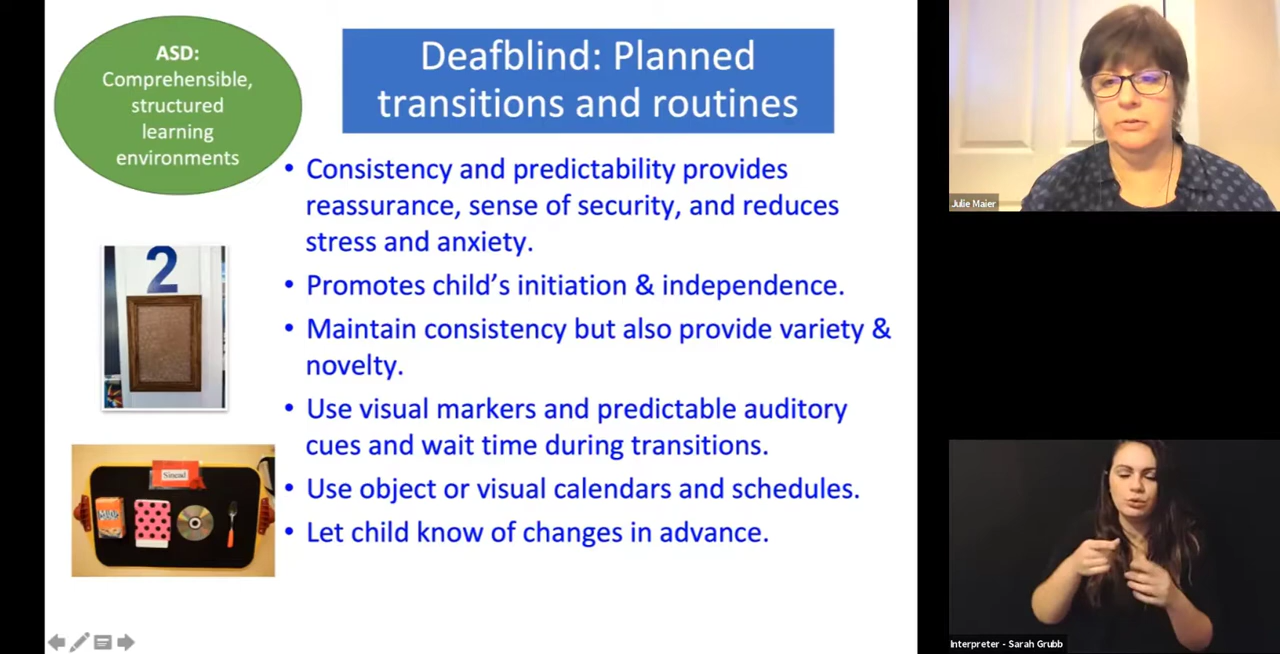 ASD:
Comprehensible,
structured
learning
environments
Deafblind: Planned
transitions and routines
• Consistency and predictability provides
reassurance, sense of security, and reduces
stress and anxiety.
• Promotes child's initiation & independence.
• Maintain consistency but also provide variety &
novelty.
• Use visual markers and predictable auditory
cues and wait time during transitions.
• Use object or visual calendars and schedules.
• Let child know of changes in advance.
2
Sinead
Julie Maier
Interpreter - Sarah Grubb